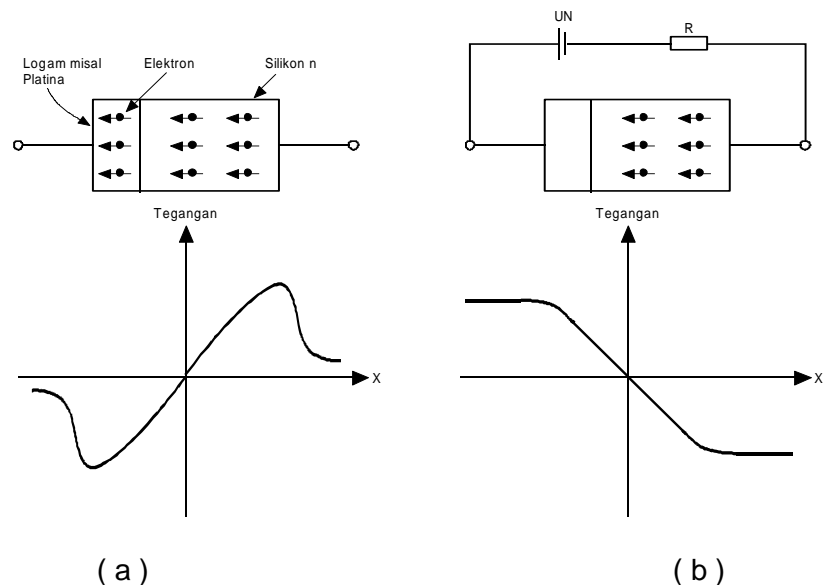 Logam misal
Platina
Elektron
Silikon n
Tegangan
X
( a )
UN
R
Tegangan
X
( b )